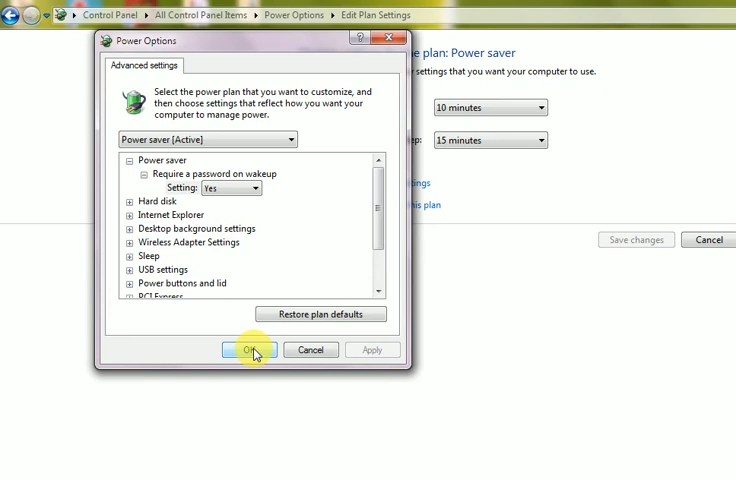 Control Panel All Control Panel Items Power Options Edit Plan Settings
Power Options
?
Advanced settings
Select the power plan that you want to customize, and
then choose settings that reflect how you want your
computer to manage power.
Power saver [Active]
Power saver
Require a password on wakeup
Setting: Yes
Hard disk
Internet Explorer
Desktop background settings
Wireless Adapter Settings
Sleep
USB settings
Power buttons and lid
PCI Express
Restore plan defaults
OK Cancel Apply
e plan: Power saver
settings that you want your computer to use.
10 minutes
ep: 15 minutes
ttings
his plan
Save changes Cancel